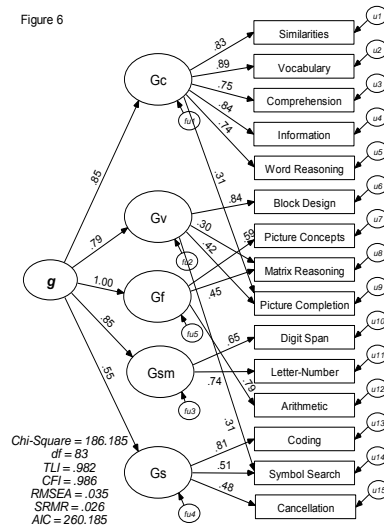 Figure 6
u1
Similarities
.83
u2
Vocabulary
.89
Gc
u3
Comprehension
.75
u4
Information
.84
fu1
.74
u5
Word Reasoning
.85
.31
u6
Block Design
.84
Gv
u7
Picture Concepts
.59
.79
.30
u8
Matrix Reasoning
.42
fu2
g
1.00
Gf
.45
u9
Picture Completion
fu5
u10
Digit Span
.65
.85
Gsm
u11
Letter-Number
.74
.79
u12
Arithmetic
fu3
.55
.31
u13
Coding
.81
Chi-Square = 186.185
df = 83
TLI = .982
CFI = .986
RMSEA = .035
SRMR = .026
AIC = 260.185
Gs
u14
Symbol Search
.51
u15
Cancellation
.48
fu4